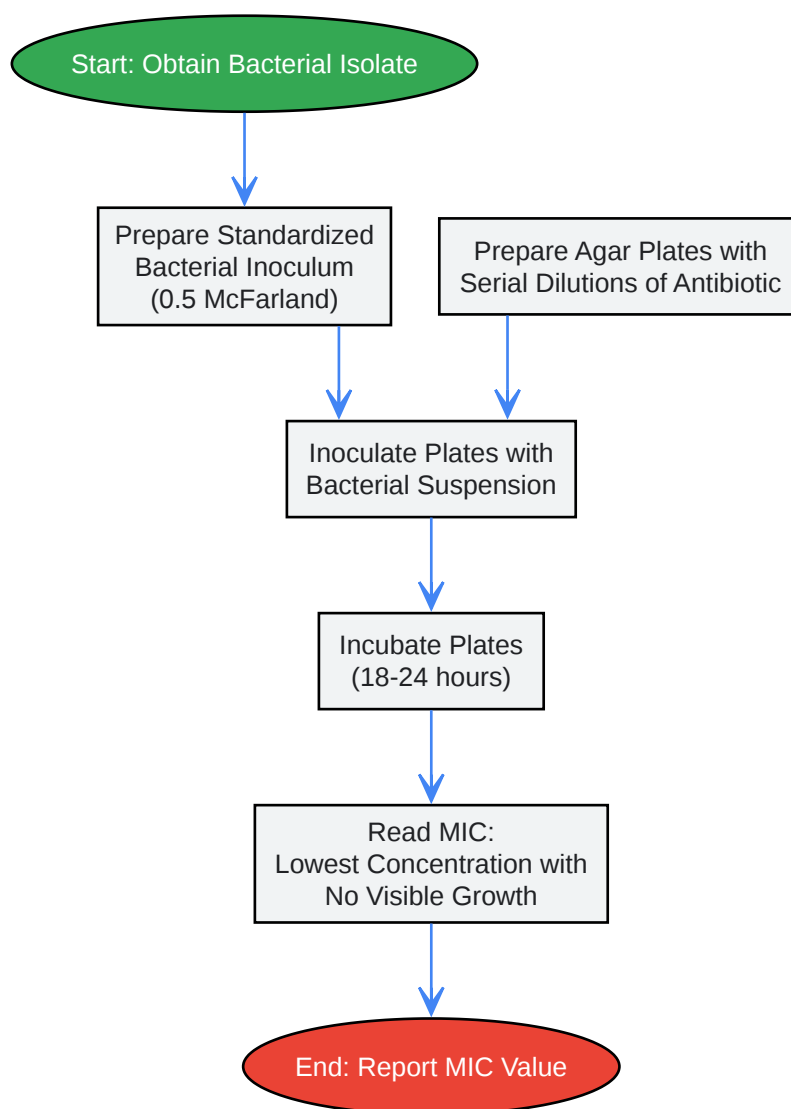 Start: Obtain Bacterial Isolate
Prepare Standardized
Bacterial Inoculum
(0.5 McFarland)
Prepare Agar Plates with
Serial Dilutions of Antibiotic
Inoculate Plates with
Bacterial Suspension
Incubate Plates
(18-24 hours)
Read MIC:
Lowest Concentration with
No Visible Growth
End: Report MIC Value